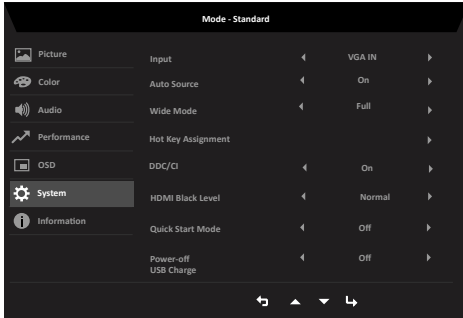 Mode - Standard
Picture
Color
Audio
Performance
OSD
System
Information
Input VGA IN
Auto Source On
Wide Mode Full
Hot Key Assignment
DDC/CI On
HDMI Black Level Normal
Quick Start Mode Off
Power-off Off
USB Charge